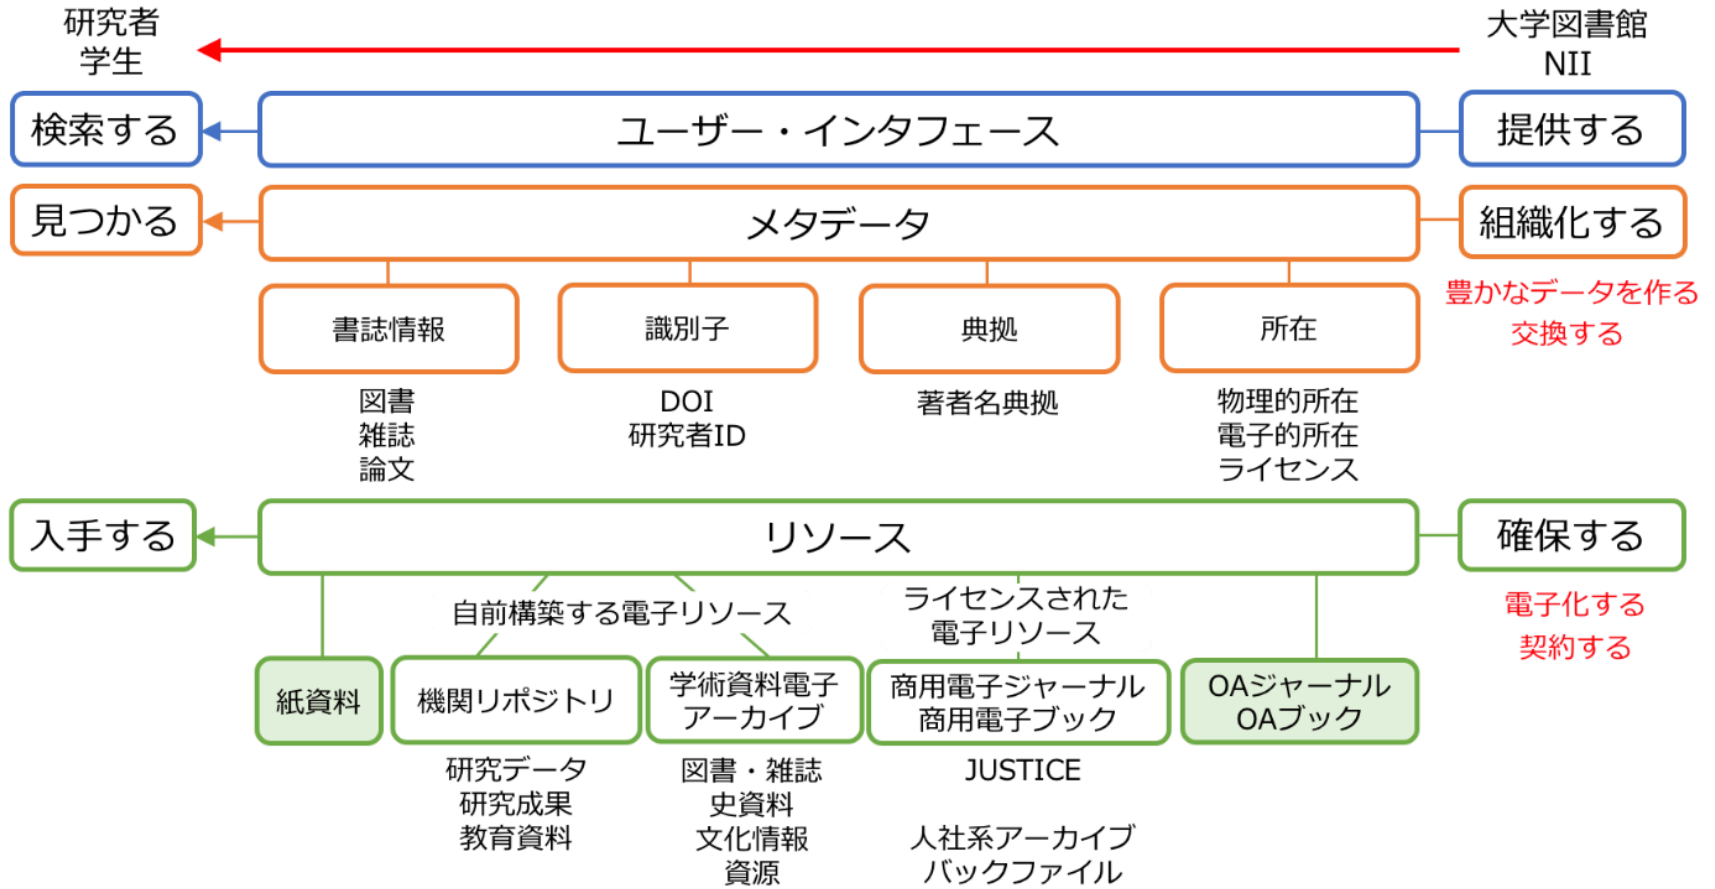 研究者
学生
大学図書館
NII
検索する
ユーザー・インタフェース
提供する
見つかる
メタデータ
組織化する
豊かなデータを作る
交換する
書誌情報
識別子
典拠
所在
図書
雑誌
論文
DOI
研究者ID
著者名典拠
物理的所在
電子的所在
ライセンス
入手する
リソース
確保する
電子化する
契約する
自前構築する電子リソース
ライセンスされた
電子リソース
紙資料
機関リポジトリ
学術資料電子
アーカイブ
商用電子ジャーナル
商用電子ブック
OAジャーナル
OAブック
研究データ
研究成果
教育資料
図書・雑誌
史資料
文化情報
資源
JUSTICE
人社系アーカイブ
バックファイル